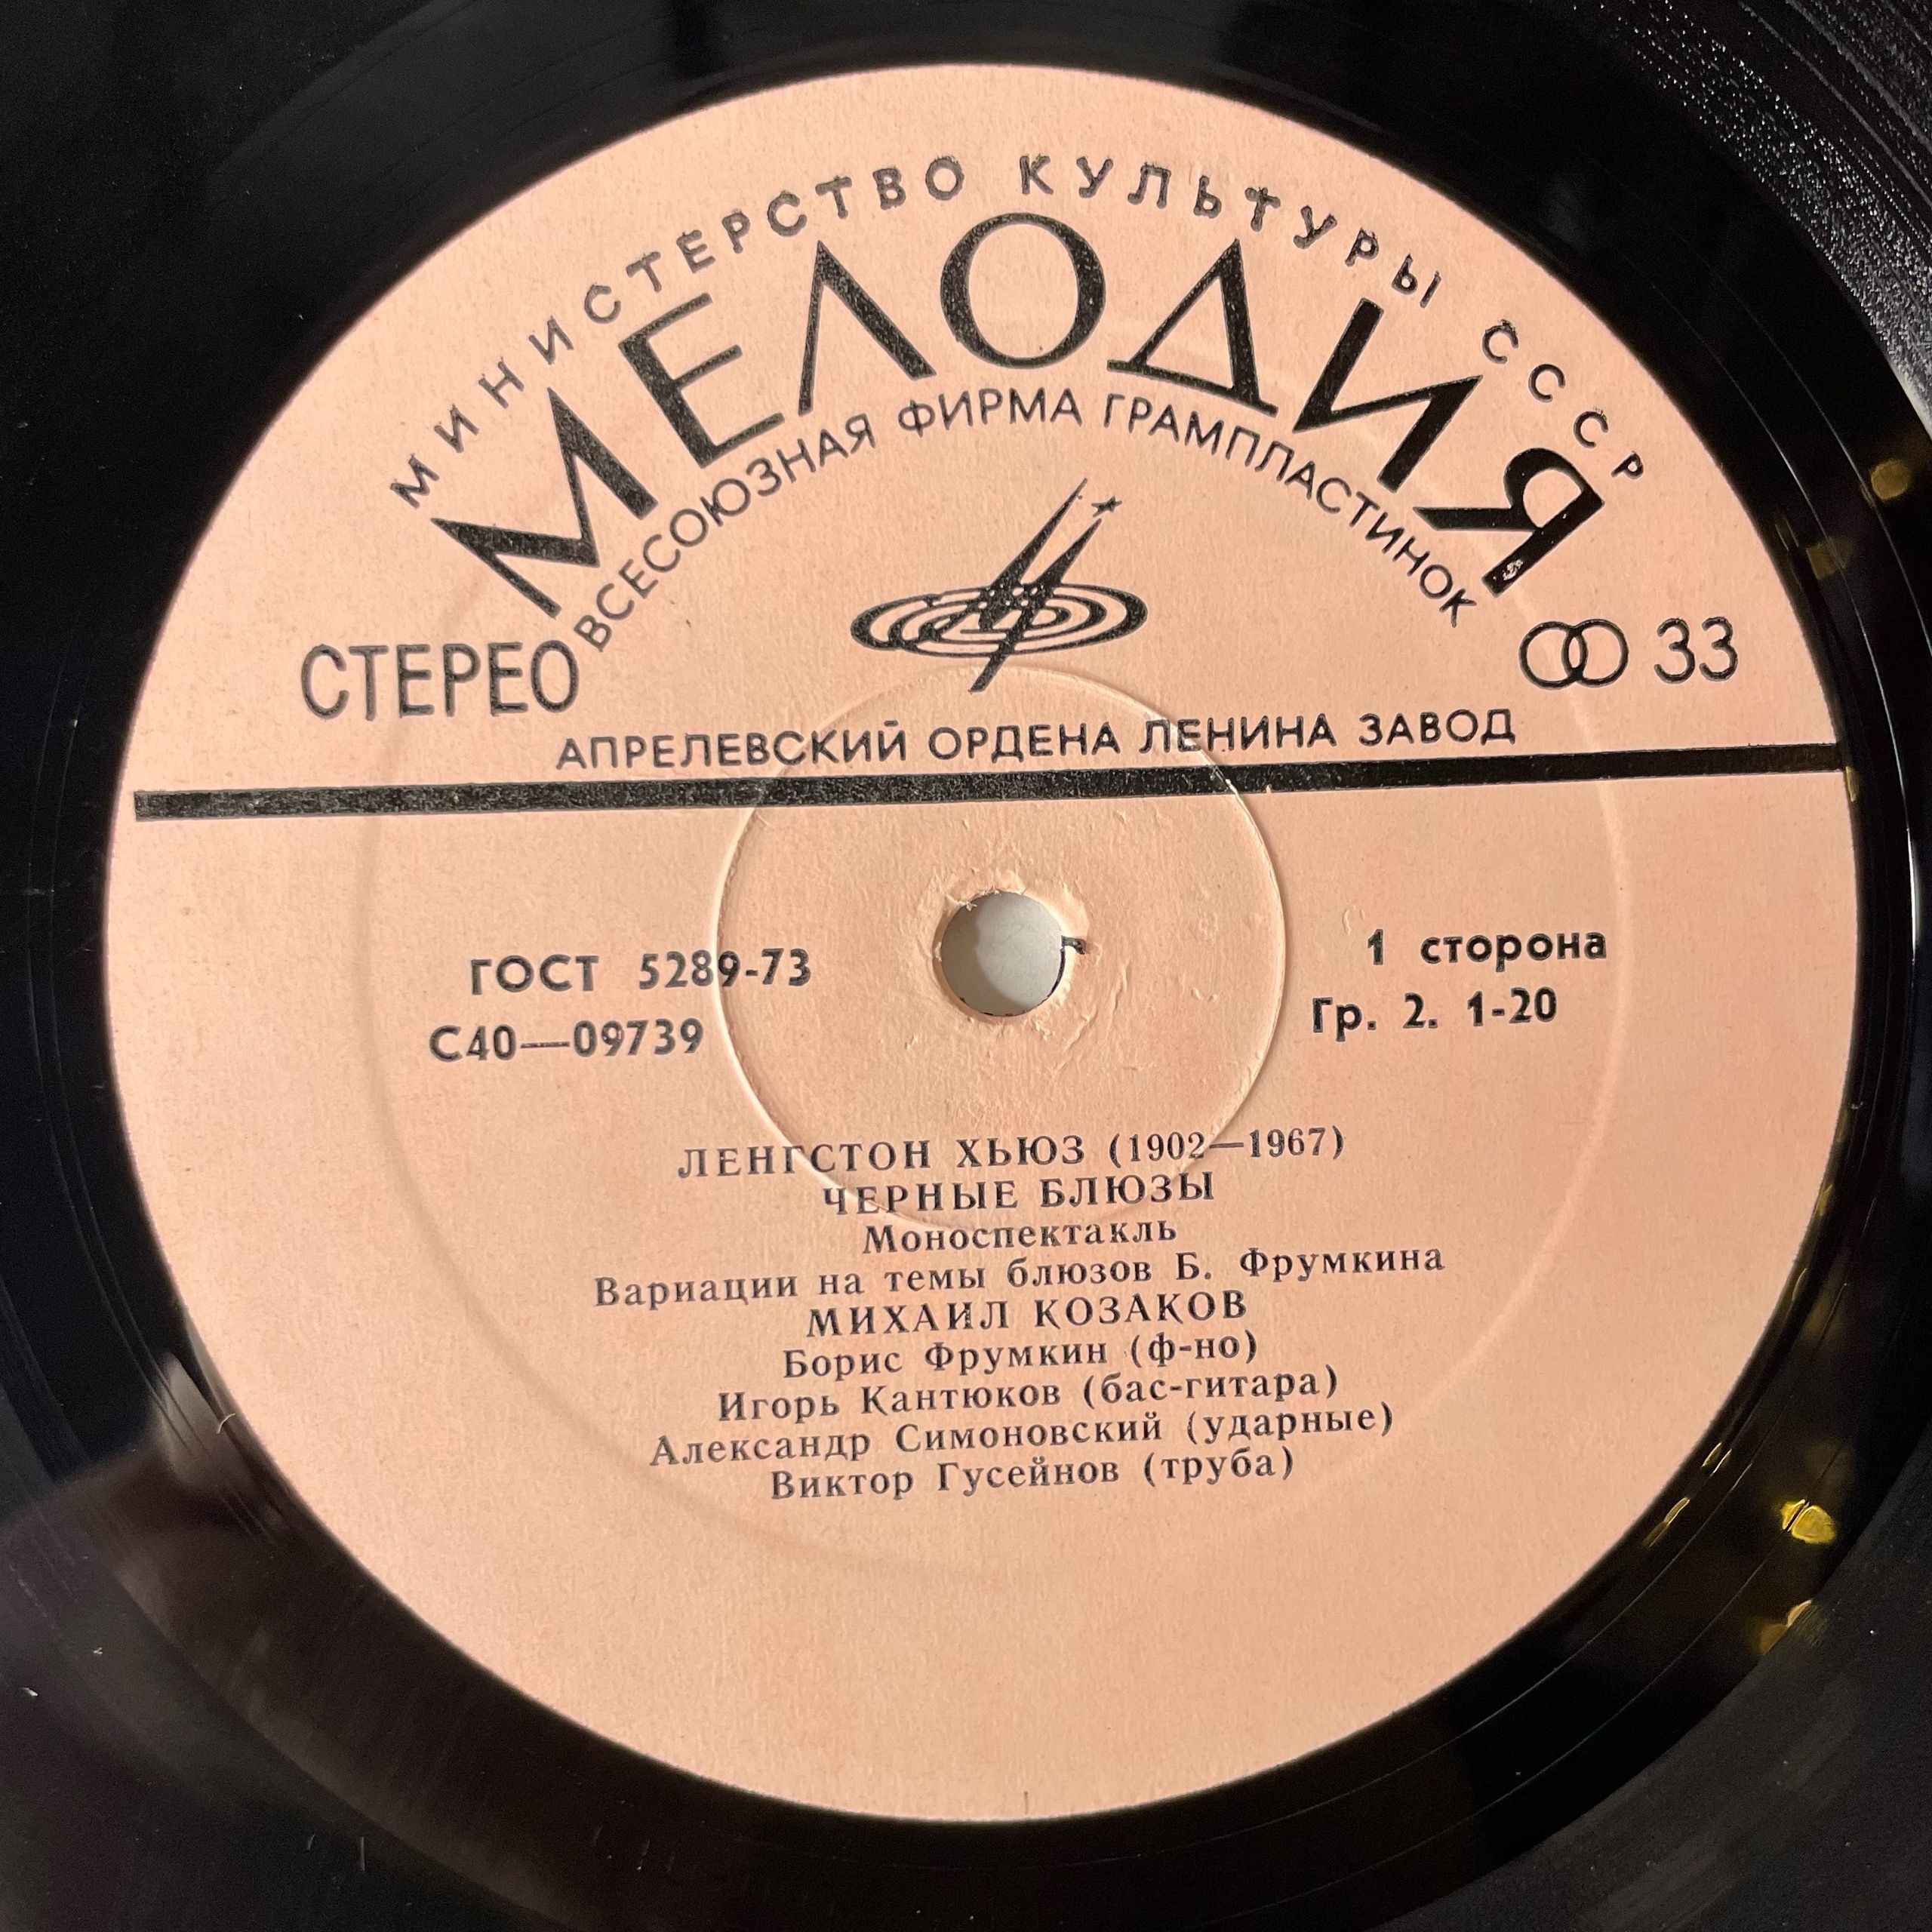 МИНИСТЕРСТВО КУЛЬТУРЫ СССР
МЕЛОДИЯ
ВСЕСОЮЗНАЯ ФИРМА ГРАМПЛАСТИНОК
СТЕРЕО
33
АПРЕЛЕВСКИЙ ОРДЕНА ЛЕНИНА ЗАВОД
ГОСТ 5289-73
С40—09739
1 сторона
Гр. 2. 1-20
ЛЕНГСТОН ХЬЮЗ (1902—1967)
ЧЕРНЫЕ БЛЮЗЫ
Моноспектакль
Вариации на темы блюзов Б. Фрумкина
МИХАИЛ КОЗАКОВ
Борис Фрумкин (ф-но)
Игорь Кантюков (бас-гитара)
Александр Симоновский (ударные)
Виктор Гусейнов (труба)